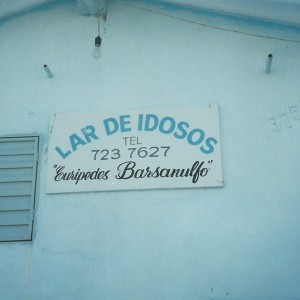 LAR DE IDOSOS
TEL
723 7627
"Eurípedes Barsanulfo"